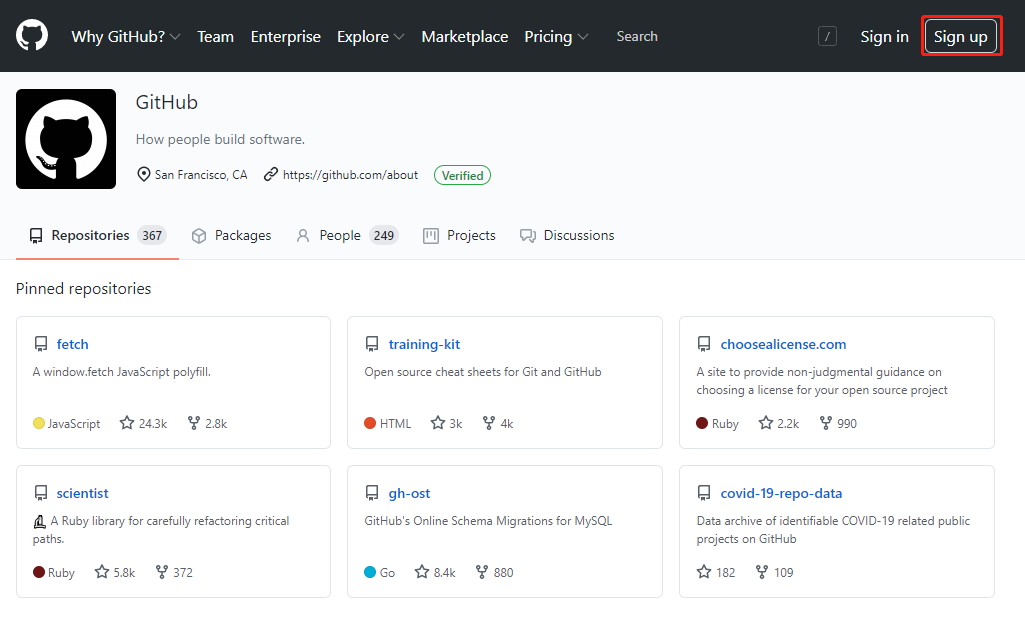 Why GitHub? Team Enterprise Explore Marketplace Pricing Search / Sign in Sign up
GitHub
How people build software.
San Francisco, CA https://github.com/about Verified
Repositories 367 Packages People 249 Projects Discussions
Pinned repositories
fetch
A window.fetch JavaScript polyfill.
JavaScript 24.3k 2.8k
training-kit
Open source cheat sheets for Git and GitHub
HTML 3k 4k
choosealicense.com
A site to provide non-judgmental guidance on
choosing a license for your open source project
Ruby 2.2k 990
scientist
🔬 A Ruby library for carefully refactoring critical
paths.
Ruby 5.8k 372
gh-ost
GitHub's Online Schema Migrations for MySQL
Go 8.4k 880
covid-19-repo-data
Data archive of identifiable COVID-19 related public
projects on GitHub
182 109